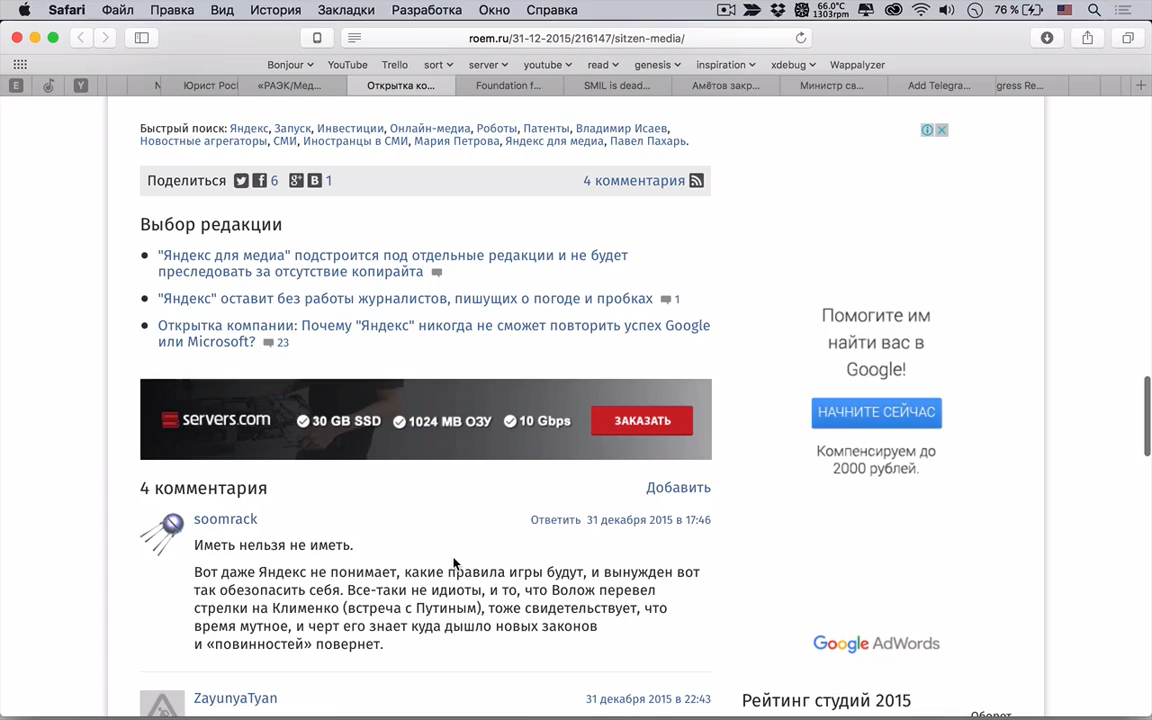 Safari Файл Правка Вид История Закладки Разработка Окно Справка 66.0°C 1303rpm 76 %
roem.ru/31-12-2015/216147/sitzen-media/
Bonjour YouTube Trello sort server youtube read genesis inspiration xdebug Wappalyzer
E Y Юрист Росі «РАЭК/Мед... Открытка ко... Foundation f... SMIL is dead... Амётов закр... Министр св... Add Telegra... gress Re...
Быстрый поиск: Яндекс, Запуск, Инвестиции, Онлайн-медиа, Роботы, Патенты, Владимир Исаев,
Новостные агрегаторы, СМИ, Иностранцы в СМИ, Мария Петрова, Яндекс для медиа, Павел Пахарь.
Поделиться 6 1 4 комментария
Выбор редакции
"Яндекс для медиа" подстроится под отдельные редакции и не будет
преследовать за отсутствие копирайта
"Яндекс" оставит без работы журналистов, пишущих о погоде и пробках 1
Открытка компании: Почему "Яндекс" никогда не сможет повторить успех Google
или Microsoft? 23
servers.com 30 GB SSD 1024 MB ОЗУ 10 Gbps ЗАКАЗАТЬ
4 комментария Добавить
soomrack Ответить 31 декабря 2015 в 17:46
Иметь нельзя не иметь.
Вот даже Яндекс не понимает, какие правила игры будут, и вынужден вот
так обезопасить себя. Все-таки не идиоты, и то, что Волож перевел
стрелки на Клименко (встреча с Путиным), тоже свидетельствует, что
время мутное, и черт его знает куда дышло новых законов
и «повинностей» повернет.
ZayunyaTyan 31 декабря 2015 в 22:43
Помогите им
найти вас в
Google!
НАЧНИТЕ СЕЙЧАС
Компенсируем до
2000 рублей.
Google AdWords
Рейтинг студий 2015
Оборот